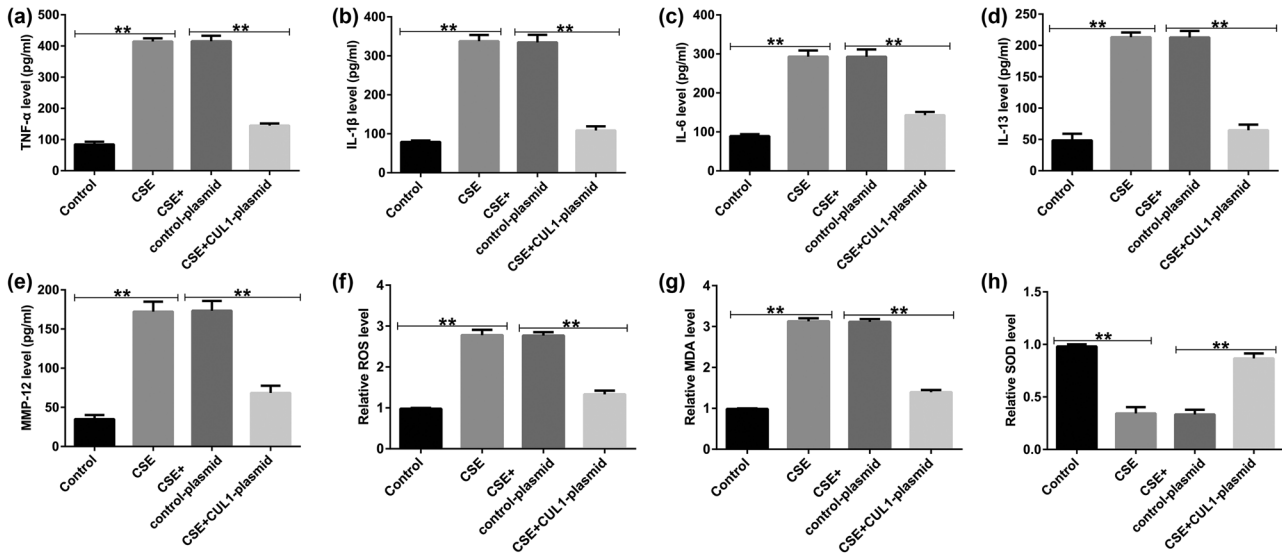 (a)
TNF-α level (pg/ml)
500
400
300
200
100
0
**
**
Control
CSE
CSE+
control-plasmid
CSE+CUL1-plasmid
(b)
IL-1β level (pg/ml)
400
300
200
100
0
**
**
Control
CSE
CSE+
control-plasmid
CSE+CUL1-plasmid
(c)
IL-6 level (pg/ml)
400
300
200
100
0
**
**
Control
CSE
CSE+
control-plasmid
CSE+CUL1-plasmid
(d)
IL-13 level (pg/ml)
250
200
150
100
50
0
**
**
Control
CSE
CSE+
control-plasmid
CSE+CUL1-plasmid
(e)
MMP-12 level (pg/ml)
200
150
100
50
0
**
**
Control
CSE
CSE+
control-plasmid
CSE+CUL1-plasmid
(f)
Relative ROS level
4
3
2
1
0
**
**
Control
CSE
CSE+
control-plasmid
CSE+CUL1-plasmid
(g)
Relative MDA level
4
3
2
1
0
**
**
Control
CSE
CSE+
control-plasmid
CSE+CUL1-plasmid
(h)
Relative SOD level
1.5
1.0
0.5
0.0
**
**
Control
CSE
CSE+
control-plasmid
CSE+CUL1-plasmid